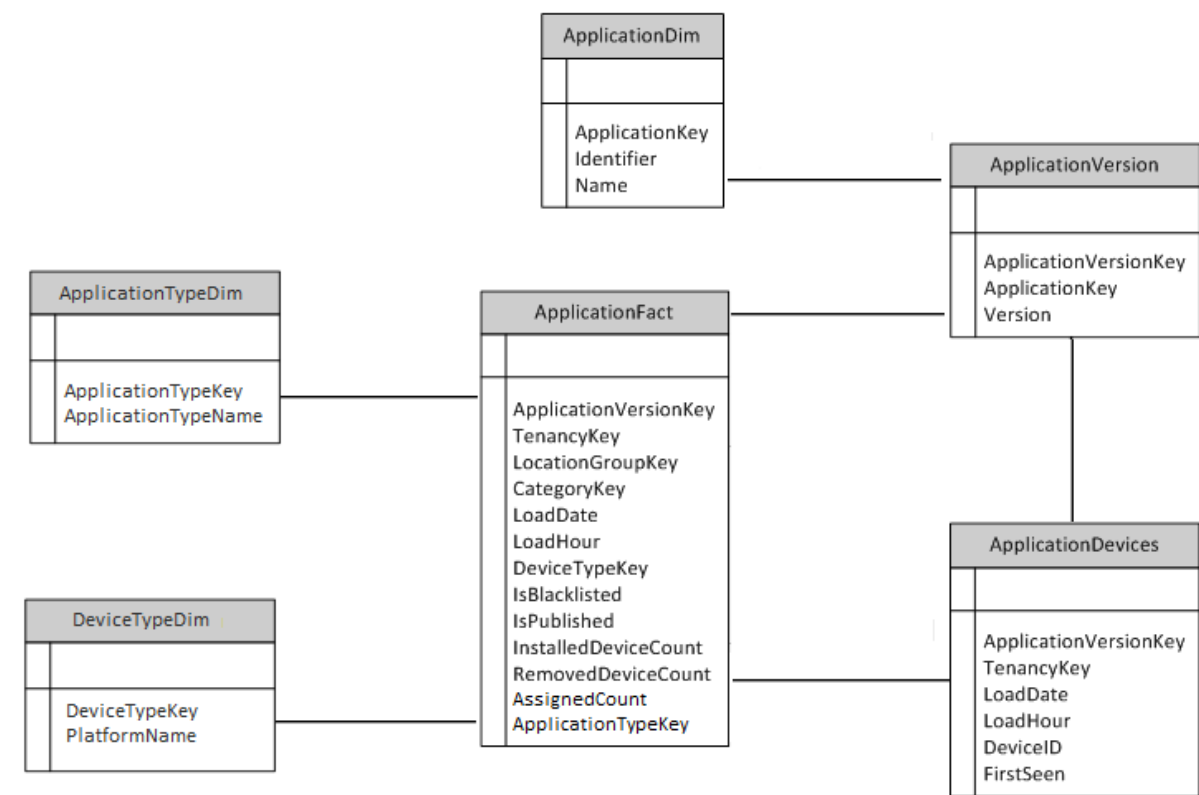 ApplicationDim
ApplicationKey
Identifier
Name
ApplicationVersion
ApplicationVersionKey
ApplicationKey
Version
ApplicationTypeDim
ApplicationTypeKey
ApplicationTypeName
ApplicationFact
ApplicationVersionKey
TenancyKey
LocationGroupKey
CategoryKey
LoadDate
LoadHour
DeviceTypeKey
IsBlacklisted
IsPublished
InstalledDeviceCount
RemovedDeviceCount
AssignedCount
ApplicationTypeKey
DeviceTypeDim
DeviceTypeKey
PlatformName
ApplicationDevices
ApplicationVersionKey
TenancyKey
LoadDate
LoadHour
DeviceID
FirstSeen